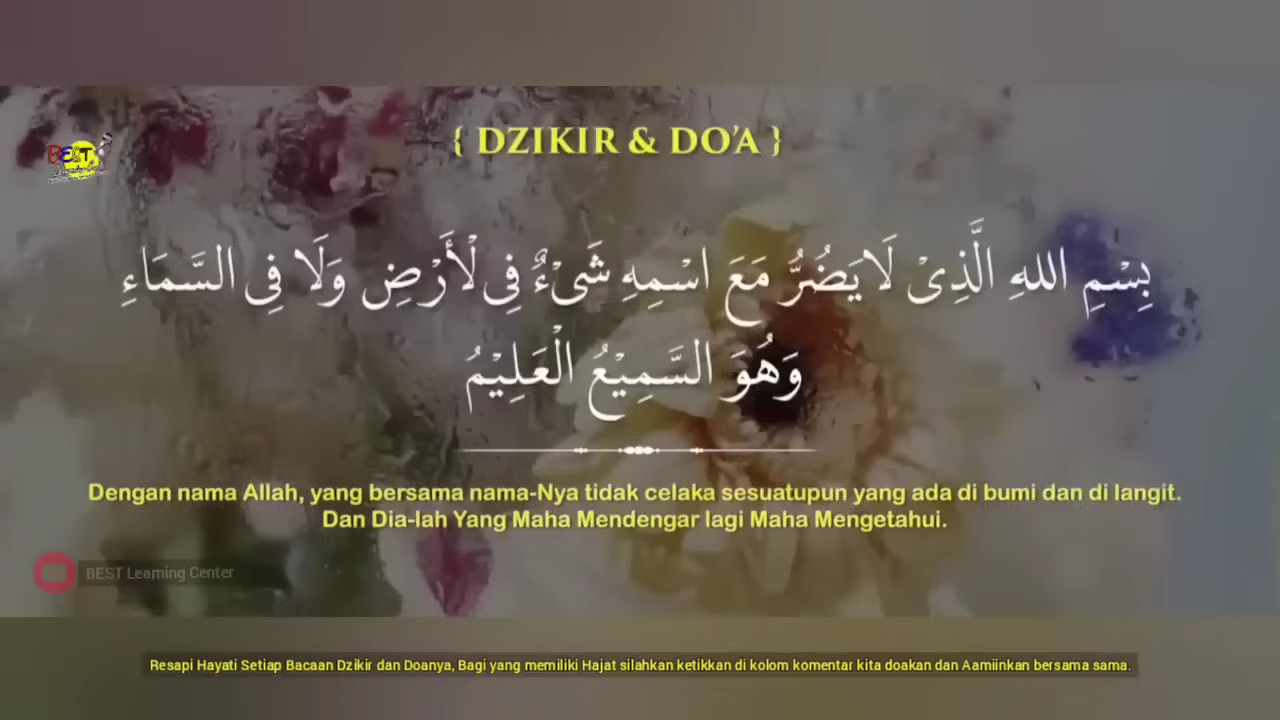 { DZIKIR & DO'A }
BEST
بِسْمِ اللهِ الَّذِىْ لَا يَضُرُّ مَعَ اسْمِهِ شَىْءٌ فِى لْأَرْضِ وَلَا فِى السَّمَاءِ
وَهُوَ السَّمِيْعُ الْعَلِيْمُ
Dengan nama Allah, yang bersama nama-Nya tidak celaka sesuatupun yang ada di bumi dan di langit.
Dan Dia-lah Yang Maha Mendengar lagi Maha Mengetahui.
BEST Learning Center
Resapi Hayati Setiap Bacaan Dzikir dan Doanya, Bagi yang memiliki Hajat silahkan ketikkan di kolom komentar kita doakan dan Aamiinkan bersama sama.